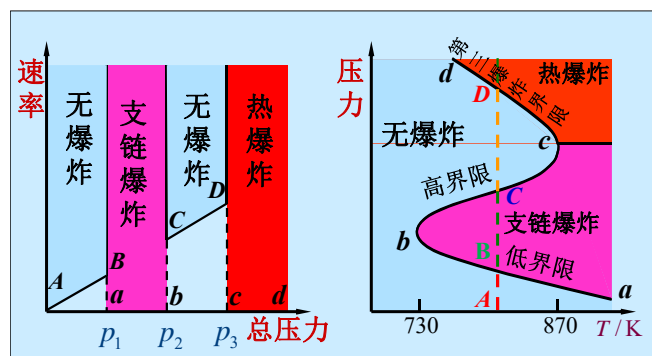 速率
无爆炸
支链爆炸
无爆炸
热爆炸
A
B
C
D
a
b
c
d
p1
p2
p3
总压力
压力
d
第三爆炸界限
热爆炸
D
无爆炸
c
高界限
C
支链爆炸
b
B
低界限
A
a
730
870
T / K